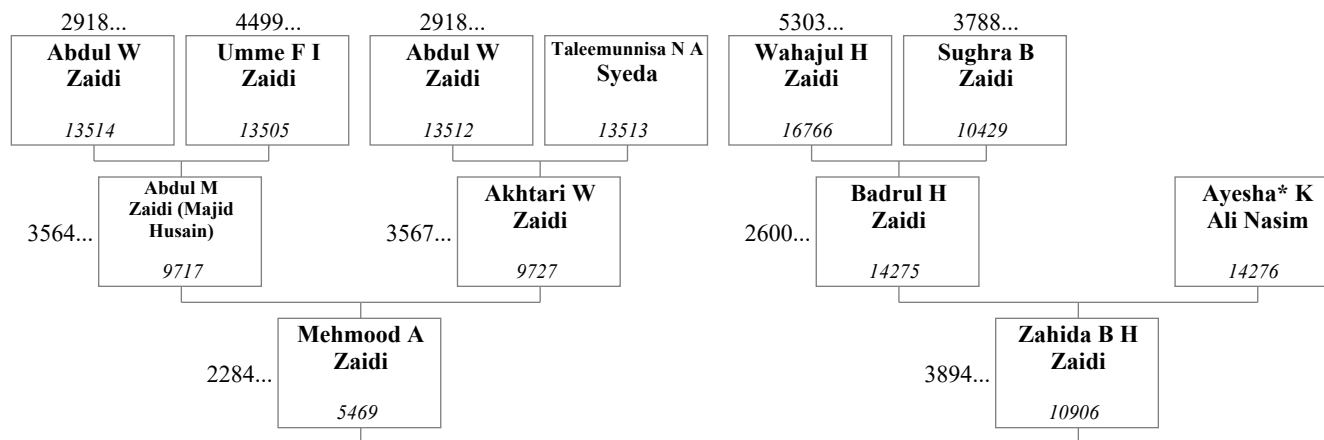 2918...
4499...
2918...
5303...
3788...
Abdul W
Zaidi
13514
Umme F I
Zaidi
13505
Abdul W
Zaidi
13512
Taleemunnisa N A
Syeda
13513
Wahajul H
Zaidi
16766
Sughra B
Zaidi
10429
3564...
Abdul M
Zaidi (Majid
Husain)
9717
3567...
Akhtari W
Zaidi
9727
2600...
Badrul H
Zaidi
14275
Ayesha* K
Ali Nasim
14276
2284...
Mehmood A
Zaidi
5469
3894...
Zahida B H
Zaidi
10906